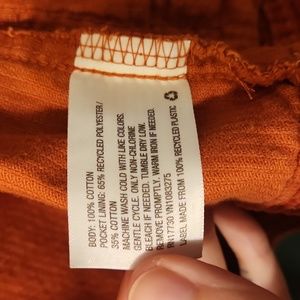 BODY: 100% COTTON
POCKET LINING: 65% RECYCLED POLYESTER/
35% COTTON
MACHINE WASH COLD WITH LIKE COLORS.
GENTLE CYCLE. ONLY NON-CHLORINE
BLEACH IF NEEDED. TUMBLE DRY LOW.
REMOVE PROMPTLY. WARM IRON IF NEEDED.
LABEL MADE FROM 100% RECYCLED PLASTIC